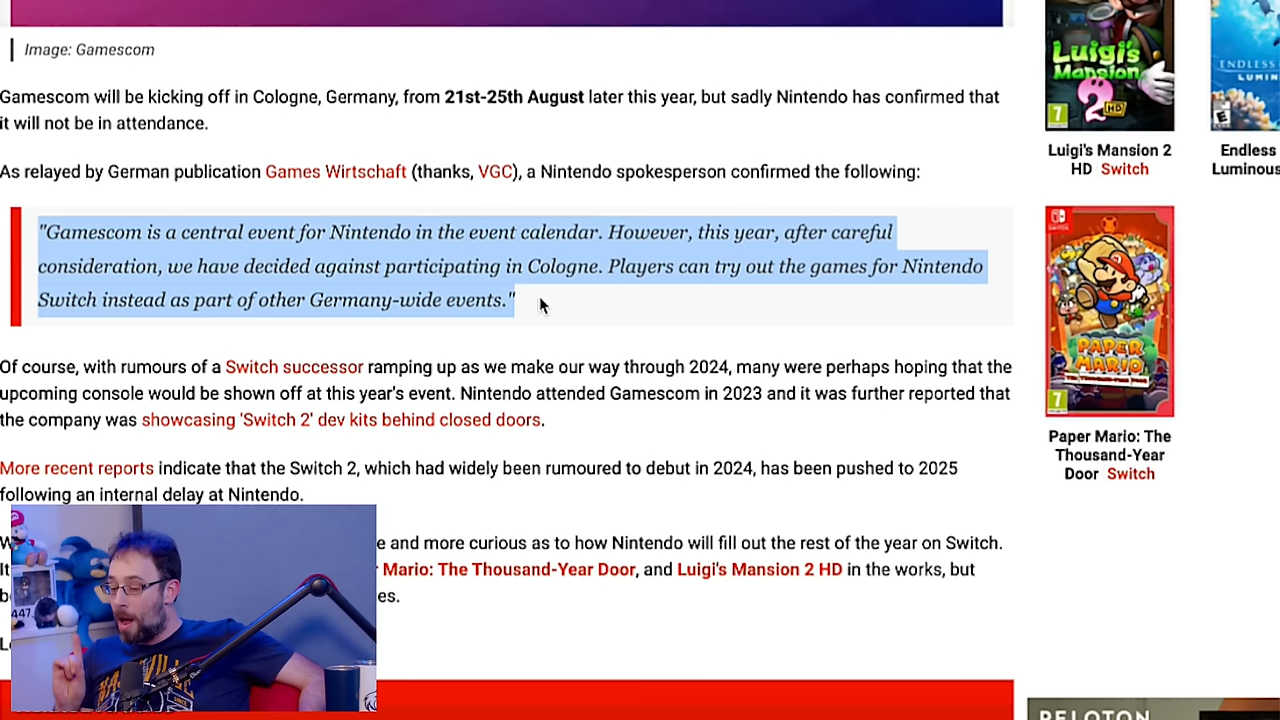 Image: Gamescom
Gamescom will be kicking off in Cologne, Germany, from 21st-25th August later this year, but sadly Nintendo has confirmed that
it will not be in attendance.
As relayed by German publication Games Wirtschaft (thanks, VGC), a Nintendo spokesperson confirmed the following:
"Gamescom is a central event for Nintendo in the event calendar. However, this year, after careful
consideration, we have decided against participating in Cologne. Players can try out the games for Nintendo
Switch instead as part of other Germany-wide events."
Of course, with rumours of a Switch successor ramping up as we make our way through 2024, many were perhaps hoping that the
upcoming console would be shown off at this year's event. Nintendo attended Gamescom in 2023 and it was further reported that
the company was showcasing 'Switch 2' dev kits behind closed doors.
More recent reports indicate that the Switch 2, which had widely been rumoured to debut in 2024, has been pushed to 2025
following an internal delay at Nintendo.
e and more curious as to how Nintendo will fill out the rest of the year on Switch.
Mario: The Thousand-Year Door, and Luigi's Mansion 2 HD in the works, but
es.
447.
Luigi's
Mansion
2 HD
7
Luigi's Mansion 2
HD Switch
ENDLESS
LUMIN
E
Endless
Luminous
PAPER
MARIO
7
Paper Mario: The
Thousand-Year
Door Switch
PELOTON